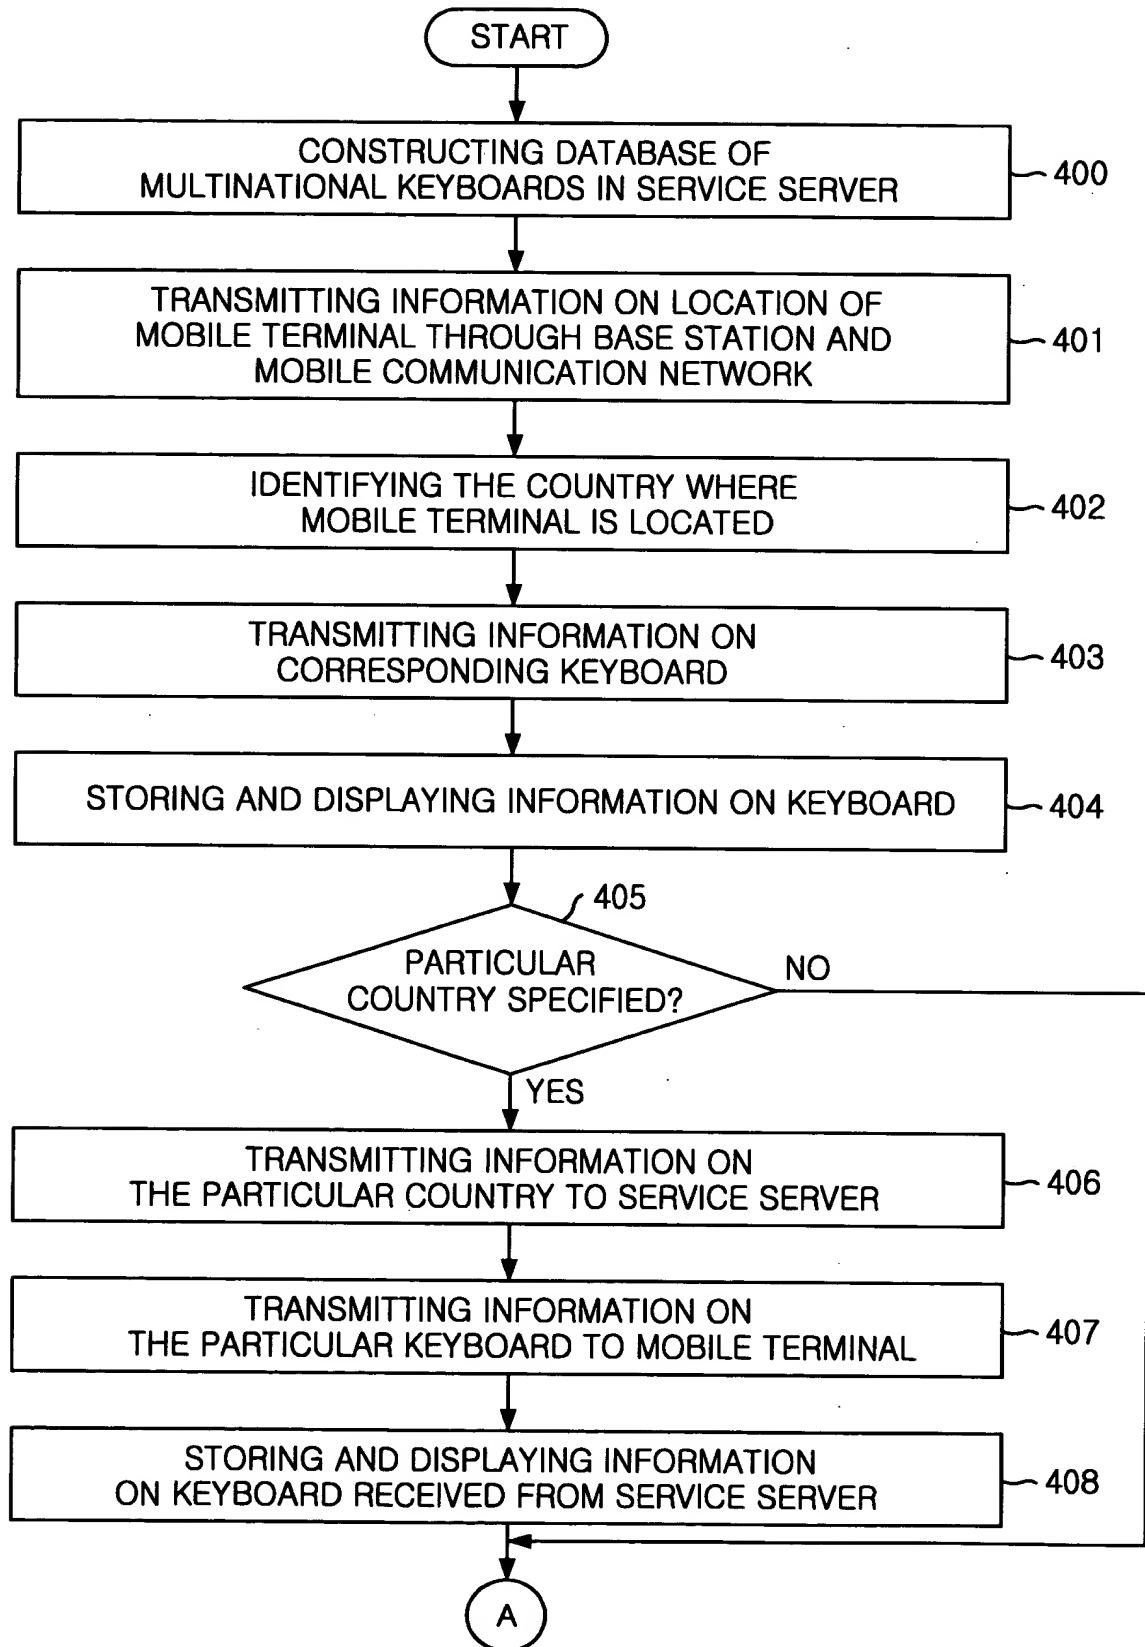 START
CONSTRUCTING DATABASE OF
MULTINATIONAL KEYBOARDS IN SERVICE SERVER
400
TRANSMITTING INFORMATION ON LOCATION OF
MOBILE TERMINAL THROUGH BASE STATION AND
MOBILE COMMUNICATION NETWORK
401
IDENTIFYING THE COUNTRY WHERE
MOBILE TERMINAL IS LOCATED
402
TRANSMITTING INFORMATION ON
CORRESPONDING KEYBOARD
403
STORING AND DISPLAYING INFORMATION ON KEYBOARD
404
405
PARTICULAR
COUNTRY SPECIFIED?
NO
YES
TRANSMITTING INFORMATION ON
THE PARTICULAR COUNTRY TO SERVICE SERVER
406
TRANSMITTING INFORMATION ON
THE PARTICULAR KEYBOARD TO MOBILE TERMINAL
407
STORING AND DISPLAYING INFORMATION
ON KEYBOARD RECEIVED FROM SERVICE SERVER
408
A